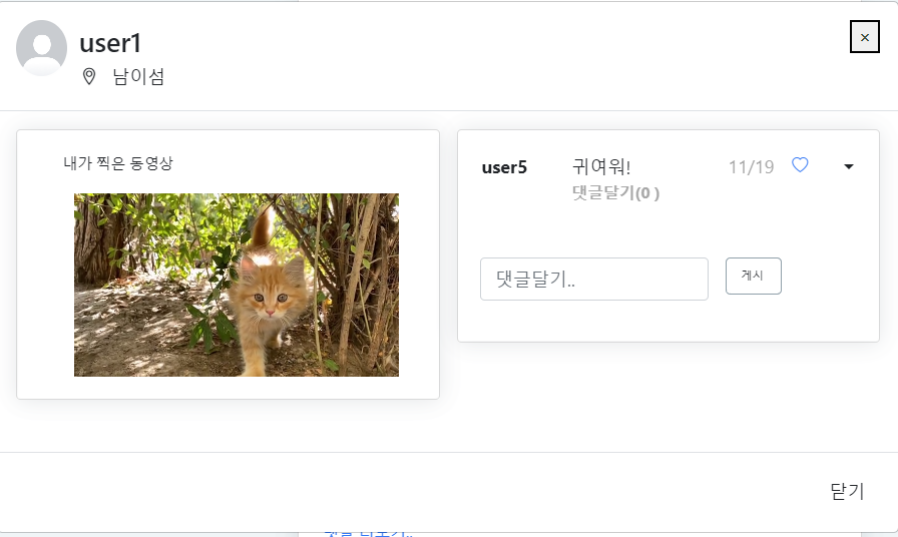 user1
×
남이섬
내가 찍은 동영상
user5 귀여워! 11/19
댓글달기(0 )
댓글달기.. 게시
닫기